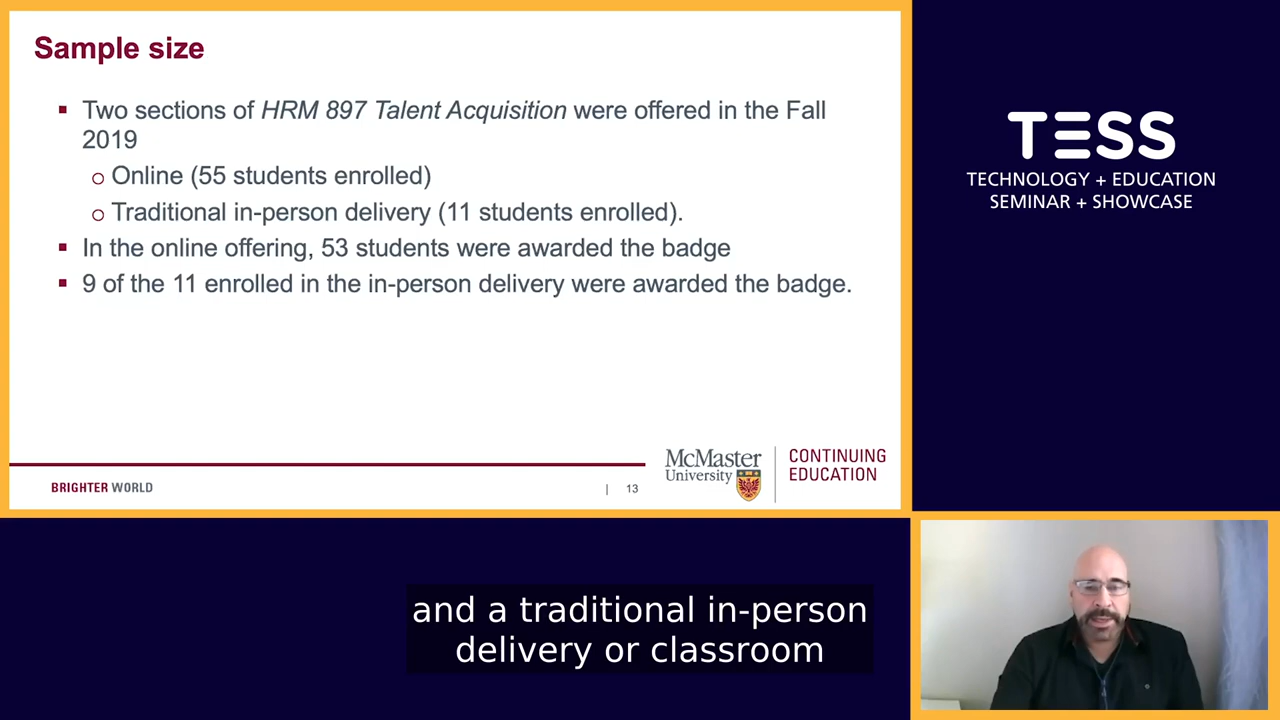 Sample size
▪ Two sections of HRM 897 Talent Acquisition were offered in the Fall
2019
o Online (55 students enrolled)
o Traditional in-person delivery (11 students enrolled).
▪ In the online offering, 53 students were awarded the badge
▪ 9 of the 11 enrolled in the in-person delivery were awarded the badge.
BRIGHTER WORLD
| 13
McMaster
University
CONTINUING
EDUCATION
TESS
TECHNOLOGY + EDUCATION
SEMINAR + SHOWCASE
and a traditional in-person
delivery or classroom